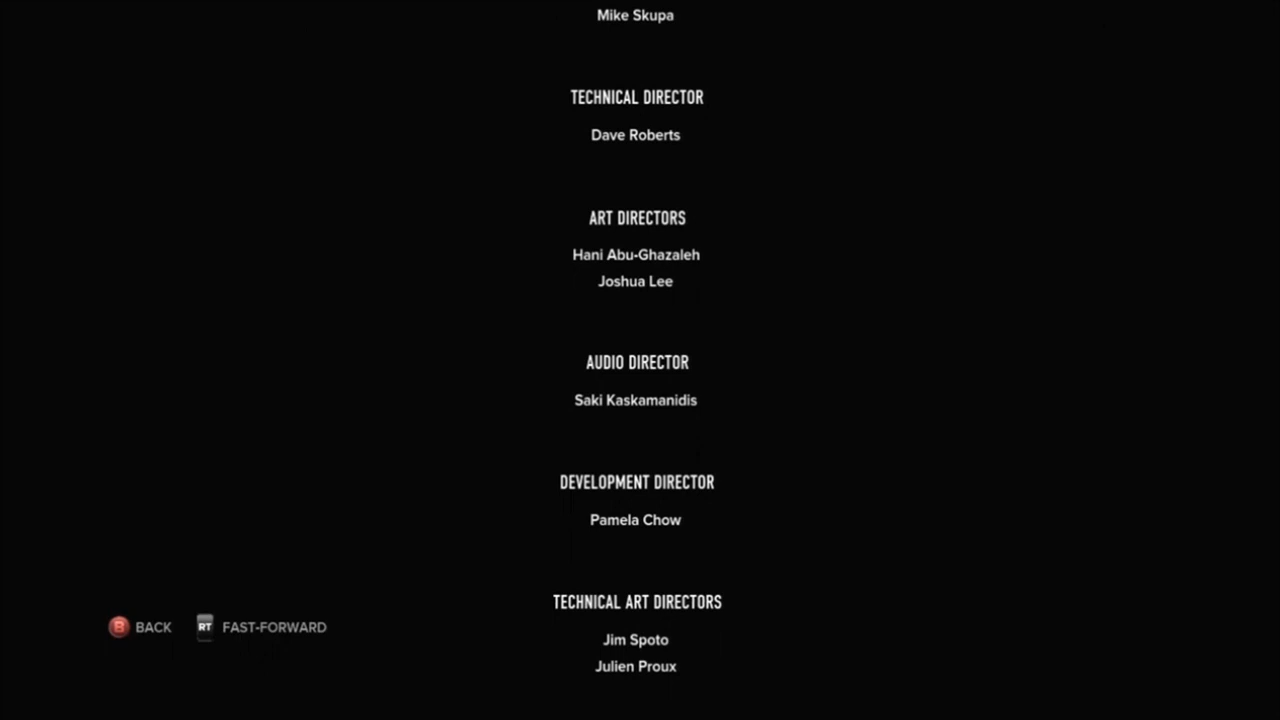 Mike Skupa
TECHNICAL DIRECTOR
Dave Roberts
ART DIRECTORS
Hani Abu-Ghazaleh
Joshua Lee
AUDIO DIRECTOR
Saki Kaskamanidis
DEVELOPMENT DIRECTOR
Pamela Chow
TECHNICAL ART DIRECTORS
B BACK RT FAST-FORWARD
Jim Spoto
Julien Proux